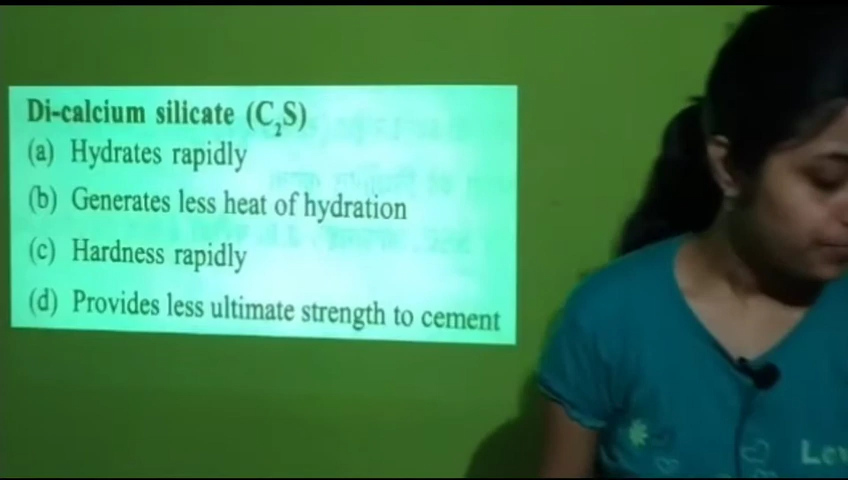 Di-calcium silicate (C₂S)
(a) Hydrates rapidly
(b) Generates less heat of hydration
(c) Hardness rapidly
(d) Provides less ultimate strength to cement